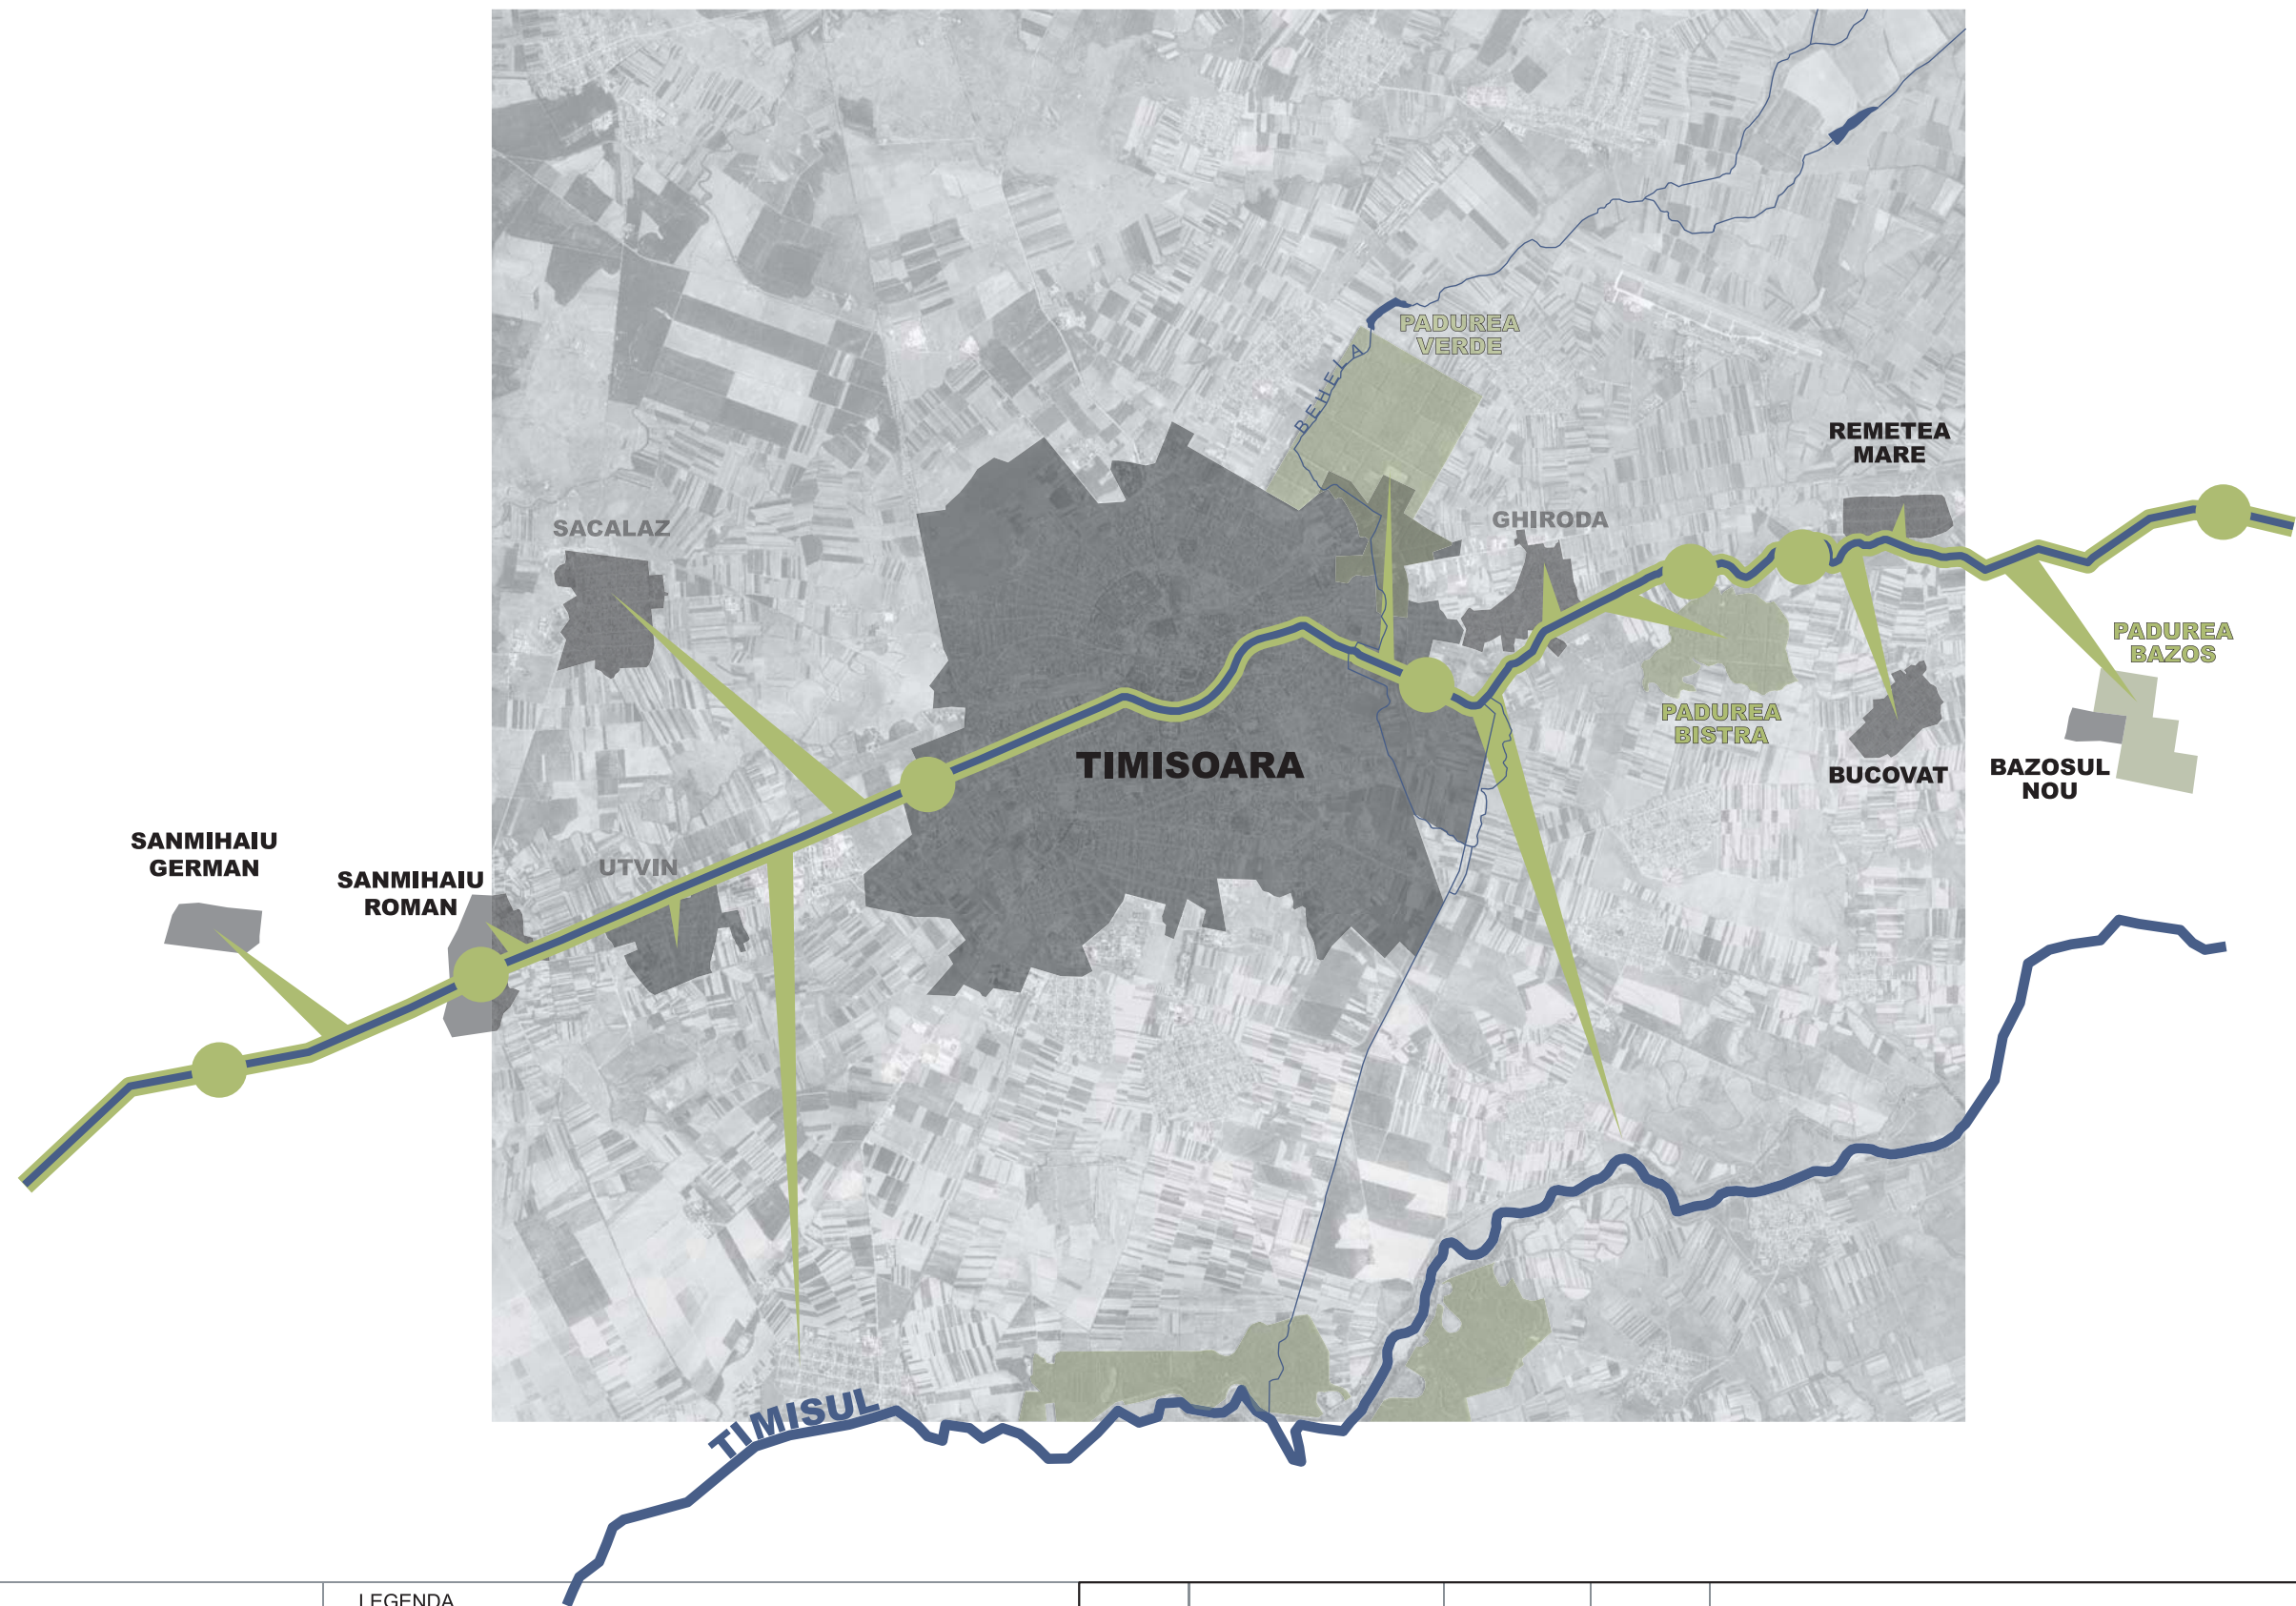 PADUREA
VERDE
BEHELA
REMETEA
MARE
SACALAZ
GHIRODA
PADUREA
BAZOS
PADUREA
BISTRA
TIMISOARA
BUCOVAT
BAZOSUL
NOU
SANMIHAIU
GERMAN
UTVIN
SANMIHAIU
ROMAN
TIMISUL
LEGENDA